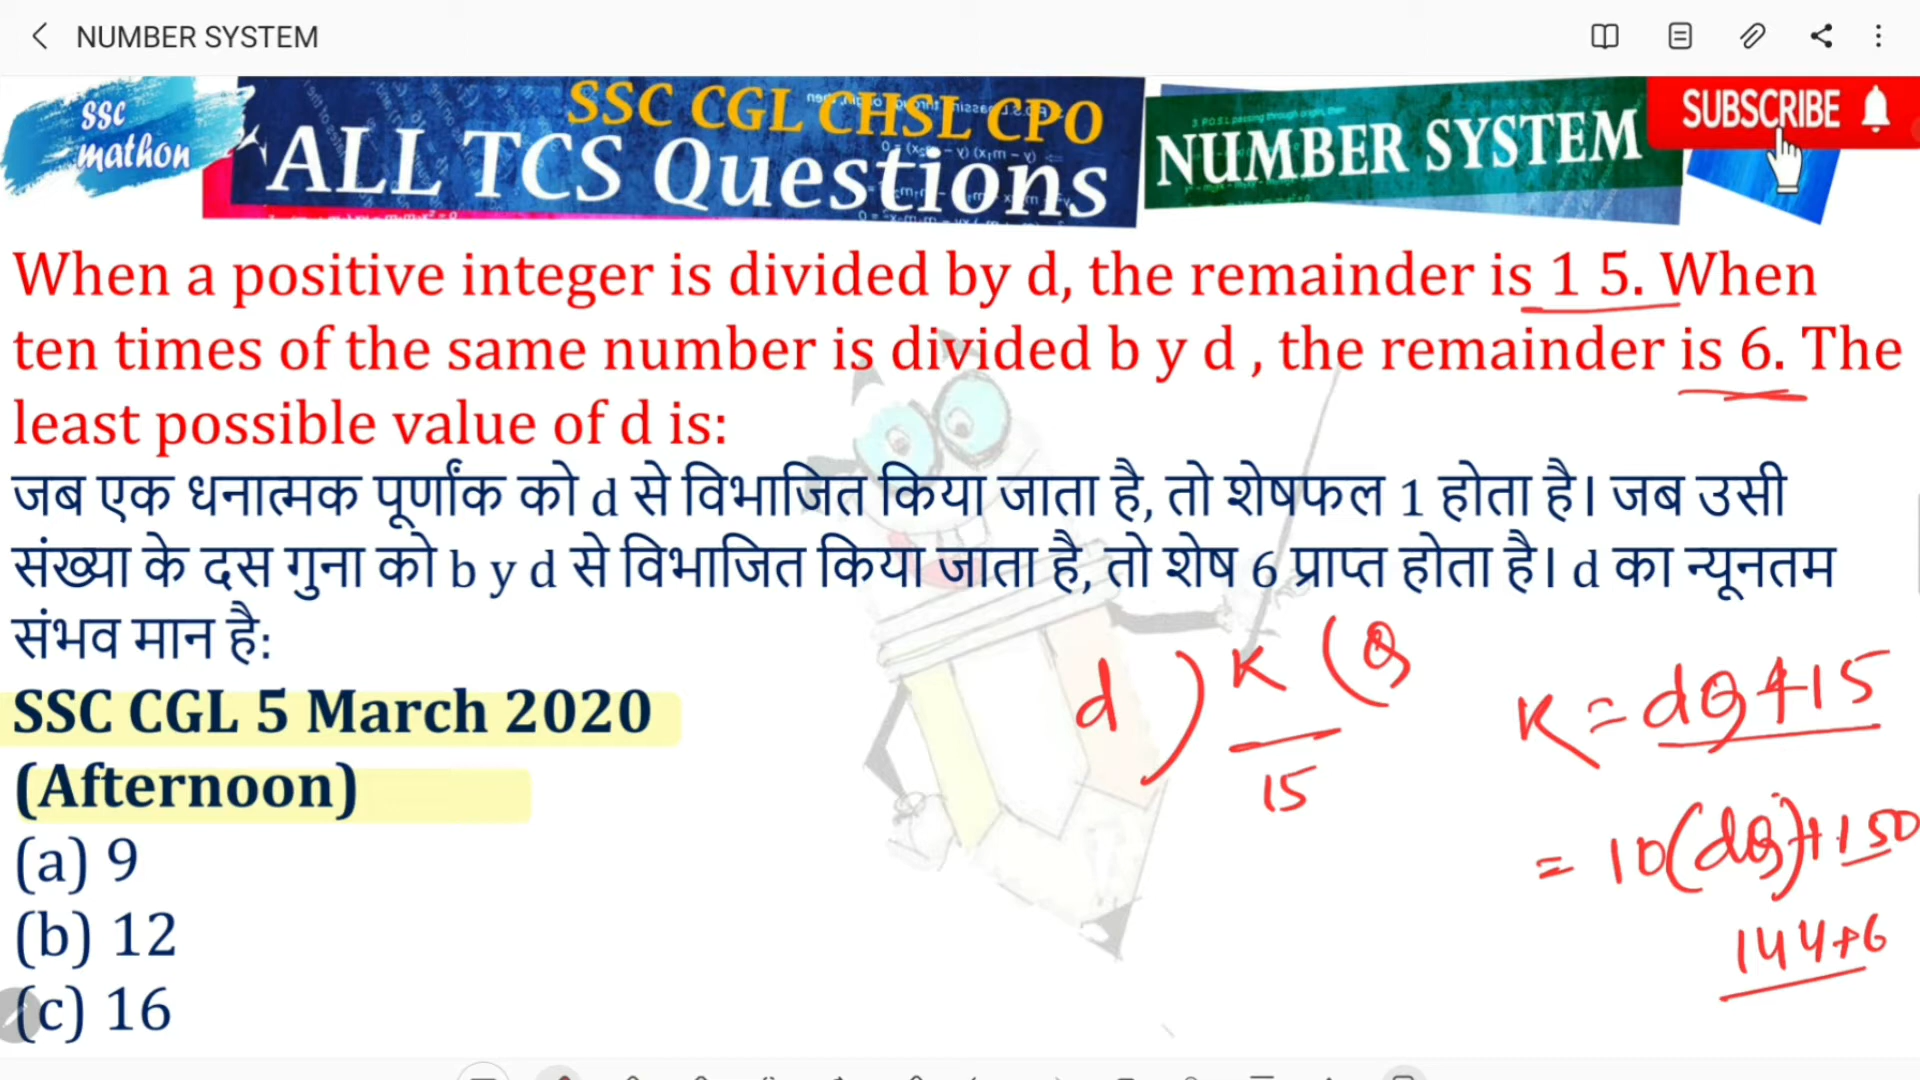 NUMBER SYSTEM
SSC
mathon
SSC CGL CHSL CPO
ALL TCS Questions
NUMBER SYSTEM
SUBSCRIBE
When a positive integer is divided by d, the remainder is 1 5. When
ten times of the same number is divided b y d , the remainder is 6. The
least possible value of d is:
जब एक धनात्मक पूर्णांक को d से विभाजित किया जाता है, तो शेषफल 1 होता है। जब उसी
संख्या के दस गुना को b y d से विभाजित किया जाता है, तो शेष 6 प्राप्त होता है। d का न्यूनतम
संभव मान है:
SSC CGL 5 March 2020
(Afternoon)
(a) 9
(b) 12
(c) 16
d ) K ( Q
15
K = dQ + 15
= 10(dQ) + 150
144+6